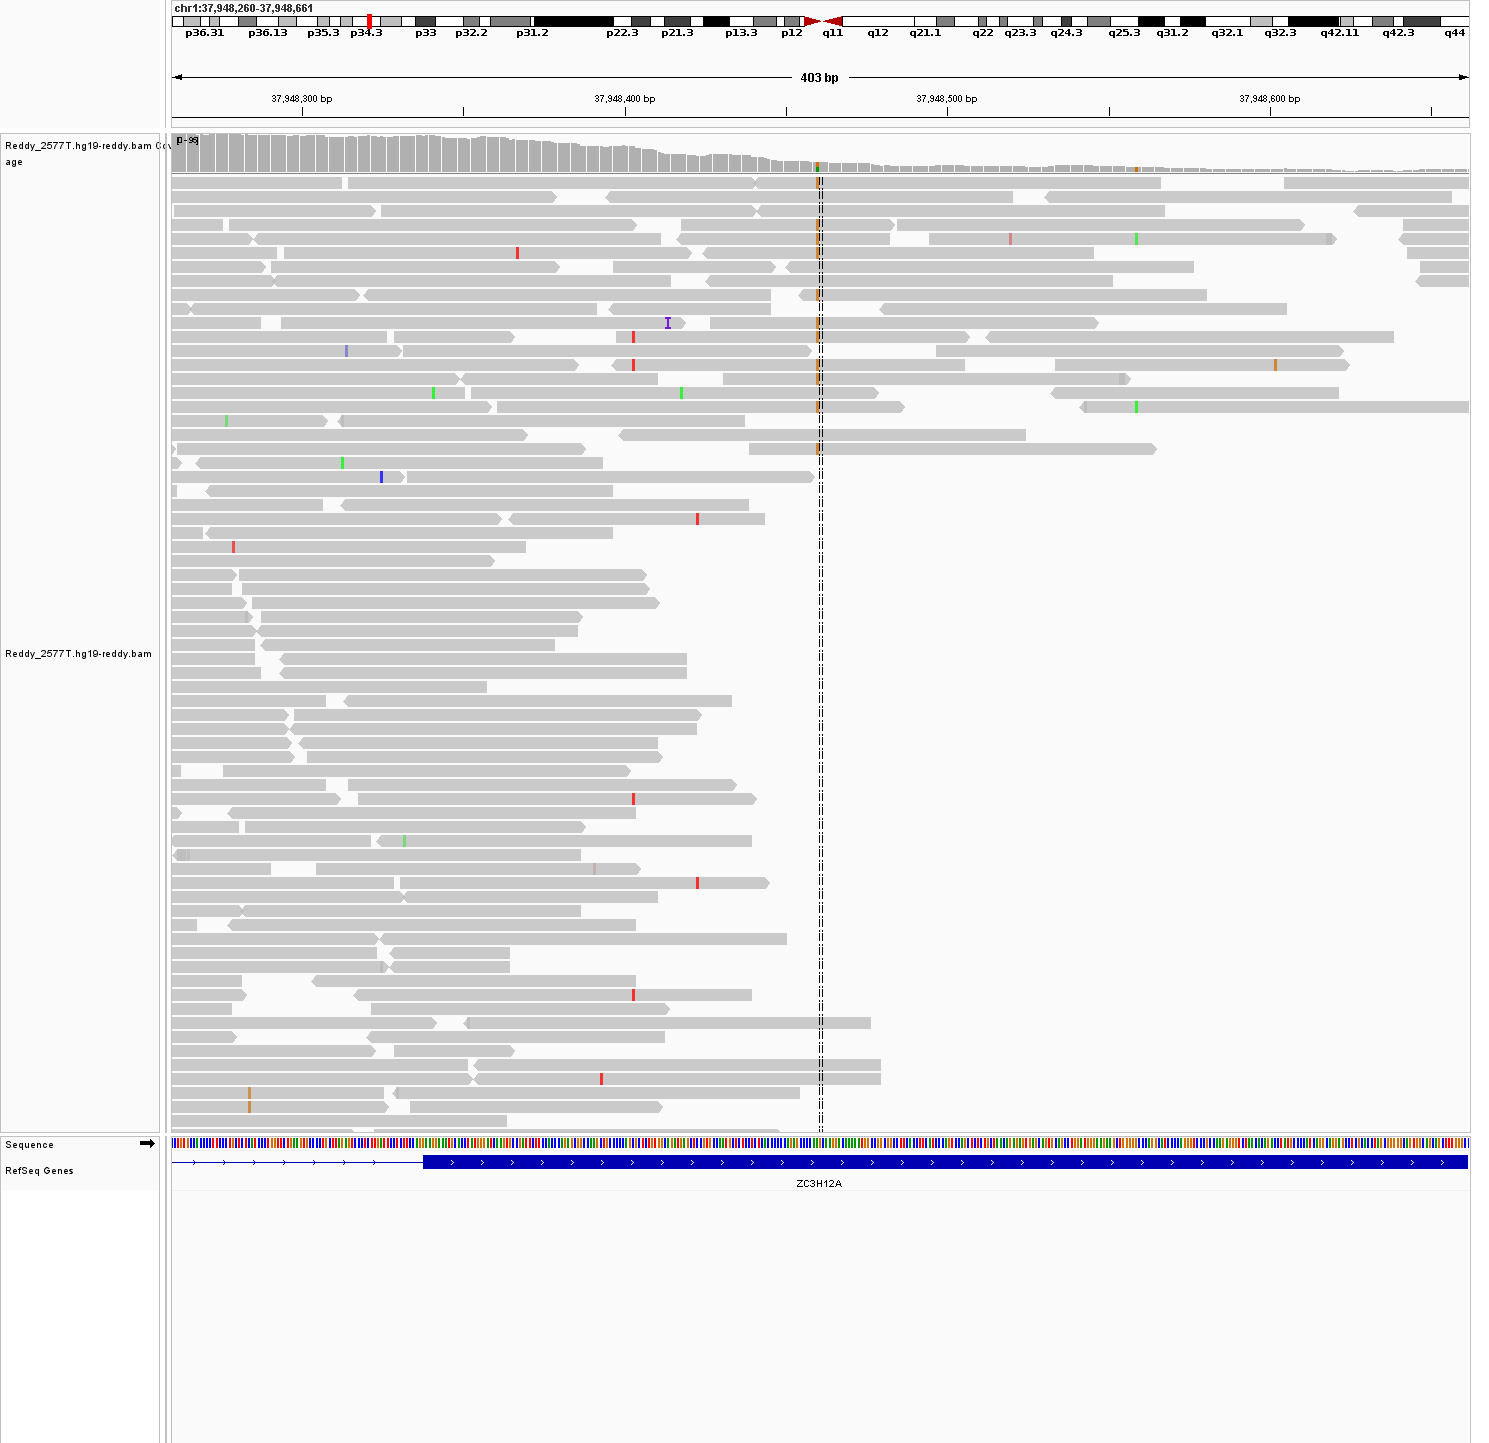 chr1:37,948,260-37,948,661
p36.31 p36.13 p35.3 p34.3 p33 p32.2 p31.2 p22.3 p21.3 p13.3 p12 q11 q12 q21.1 q22 q23.3 q24.3 q25.3 q31.2 q32.1 q32.3 q42.11 q42.3 q44
403 bp
37,948,300 bp 37,948,400 bp 37,948,500 bp 37,948,600 bp
[0-99]
Reddy_2577T.hg19-reddy.bam Cov
age
Reddy_2577T.hg19-reddy.bam
Sequence
RefSeq Genes
ZC3H12A